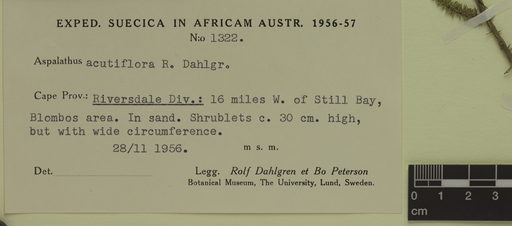 EXPED. SUECICA IN AFRICAM AUSTR. 1956-57
N:o 1322.
Aspalathus acutiflora R. Dahlgr.
Cape Prov.: Riversdale Div.: 16 miles W. of Still Bay,
Blombos area. In sand. Shrublets c. 30 cm. high,
but with wide circumference.
28/11 1956. m s. m.
Det. Legg. Rolf Dahlgren et Bo Peterson
Botanical Museum, The University, Lund, Sweden.
0 1 2 3
cm